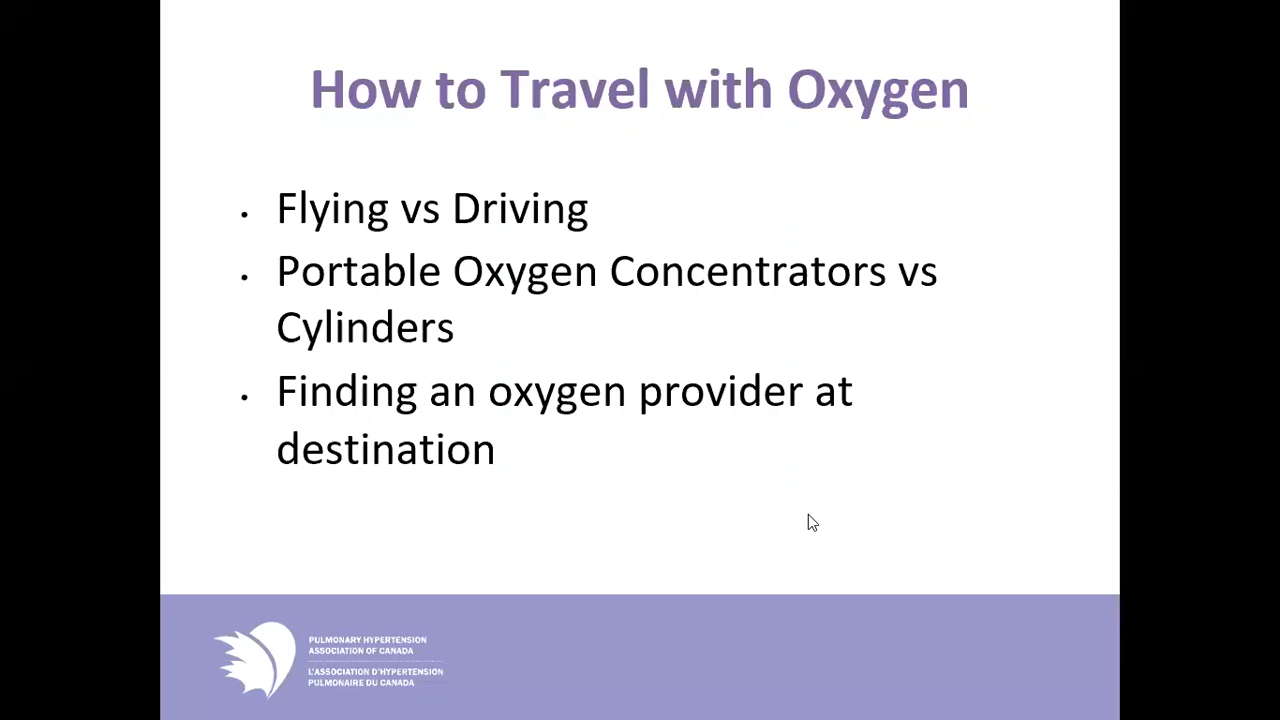 How to Travel with Oxygen
• Flying vs Driving
• Portable Oxygen Concentrators vs
Cylinders
• Finding an oxygen provider at
destination
PULMONARY HYPERTENSION
ASSOCIATION OF CANADA
L'ASSOCIATION D'HYPERTENSION
PULMONAIRE DU CANADA